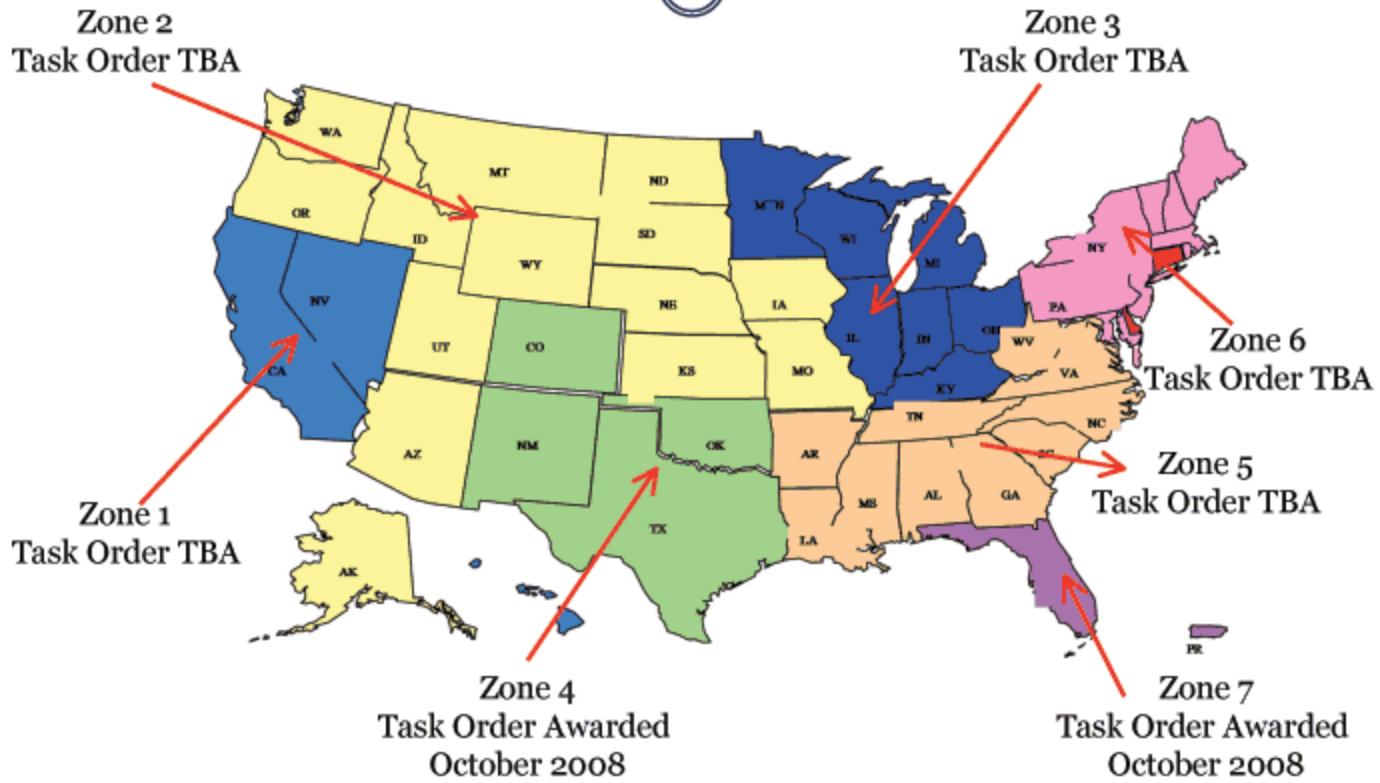 Zone 2
Task Order TBA
Zone 3
Task Order TBA
WA
MT
ND
OR
ID
SD
WY
WI
MI
NY
NV
NE
IA
PA
UT
CO
IL
IN
WV
CA
KS
MO
KY
VA
Zone 6
Task Order TBA
AZ
NM
OK
AR
TN
NC
TX
MS
AL
GA
LA
Zone 5
Task Order TBA
Zone 1
Task Order TBA
AK
PR
Zone 4
Task Order Awarded
October 2008
Zone 7
Task Order Awarded
October 2008